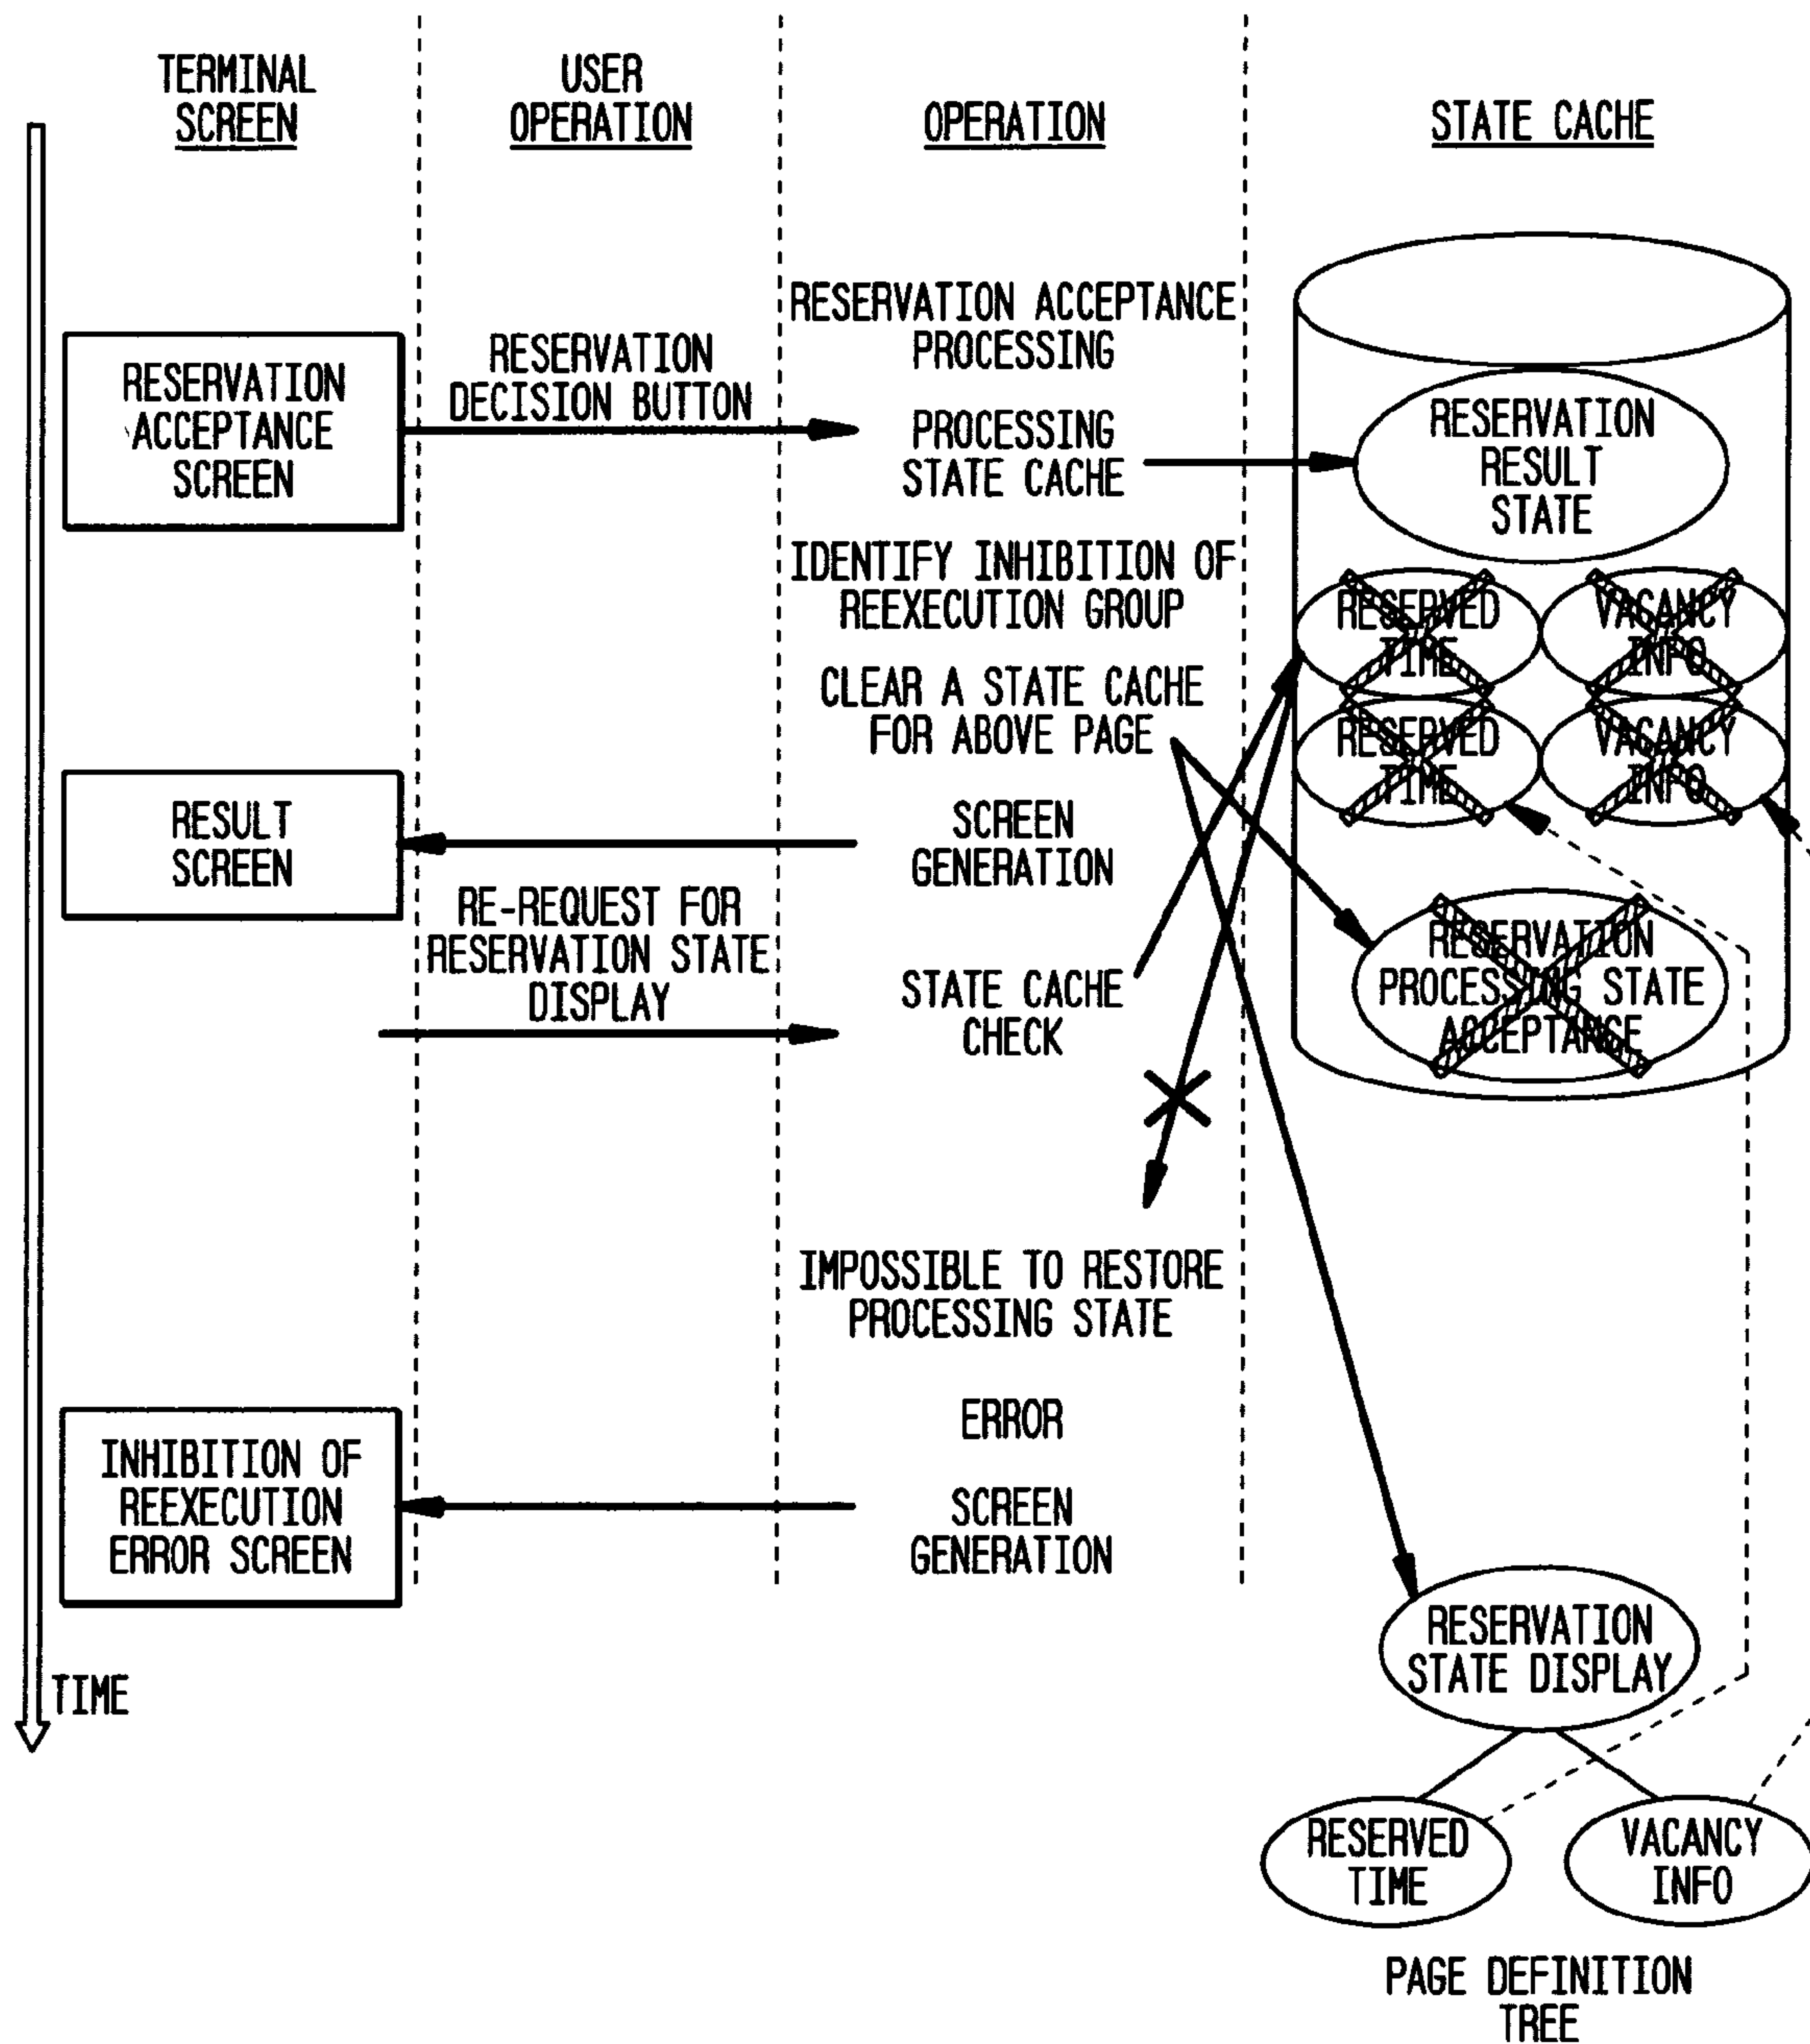 TERMINAL
SCREEN
USER
OPERATION
OPERATION
STATE CACHE
RESERVATION
ACCEPTANCE
SCREEN
RESERVATION
DECISION BUTTON
RESERVATION ACCEPTANCE
PROCESSING
PROCESSING
STATE CACHE
RESERVATION
RESULT
STATE
IDENTIFY INHIBITION OF
REEXECUTION GROUP
RESERVED
TIME
VACANCY
INFO
CLEAR A STATE CACHE
FOR ABOVE PAGE
RESERVED
TIME
VACANCY
INFO
RESULT
SCREEN
SCREEN
GENERATION
RE-REQUEST FOR
RESERVATION STATE
DISPLAY
STATE CACHE
CHECK
RESERVATION
PROCESSING STATE
ACCEPTANCE
IMPOSSIBLE TO RESTORE
PROCESSING STATE
ERROR
INHIBITION OF
REEXECUTION
ERROR SCREEN
SCREEN
GENERATION
TIME
RESERVATION
STATE DISPLAY
RESERVED
TIME
VACANCY
INFO
PAGE DEFINITION
TREE